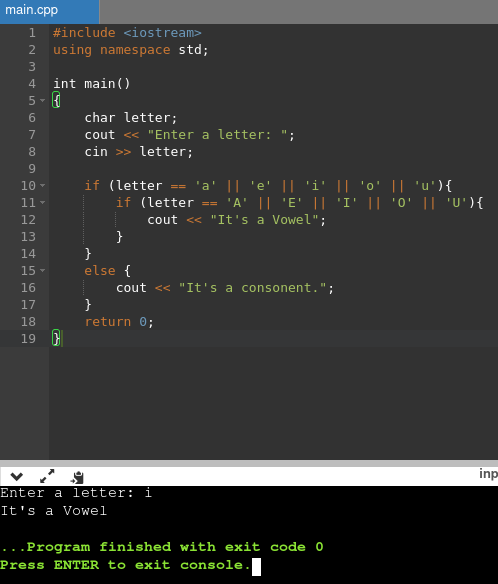 main.cpp
1 #include <iostream>
2 using namespace std;
3
4 int main()
5 {
6     char letter;
7     cout << "Enter a letter: ";
8     cin >> letter;
9
10     if (letter == 'a' || 'e' || 'i' || 'o' || 'u'){
11         if (letter == 'A' || 'E' || 'I' || 'O' || 'U'){
12             cout << "It's a Vowel";
13         }
14     }
15     else {
16         cout << "It's a consonent.";
17     }
18     return 0;
19 }
inp
Enter a letter: i
It's a Vowel
...Program finished with exit code 0
Press ENTER to exit console.